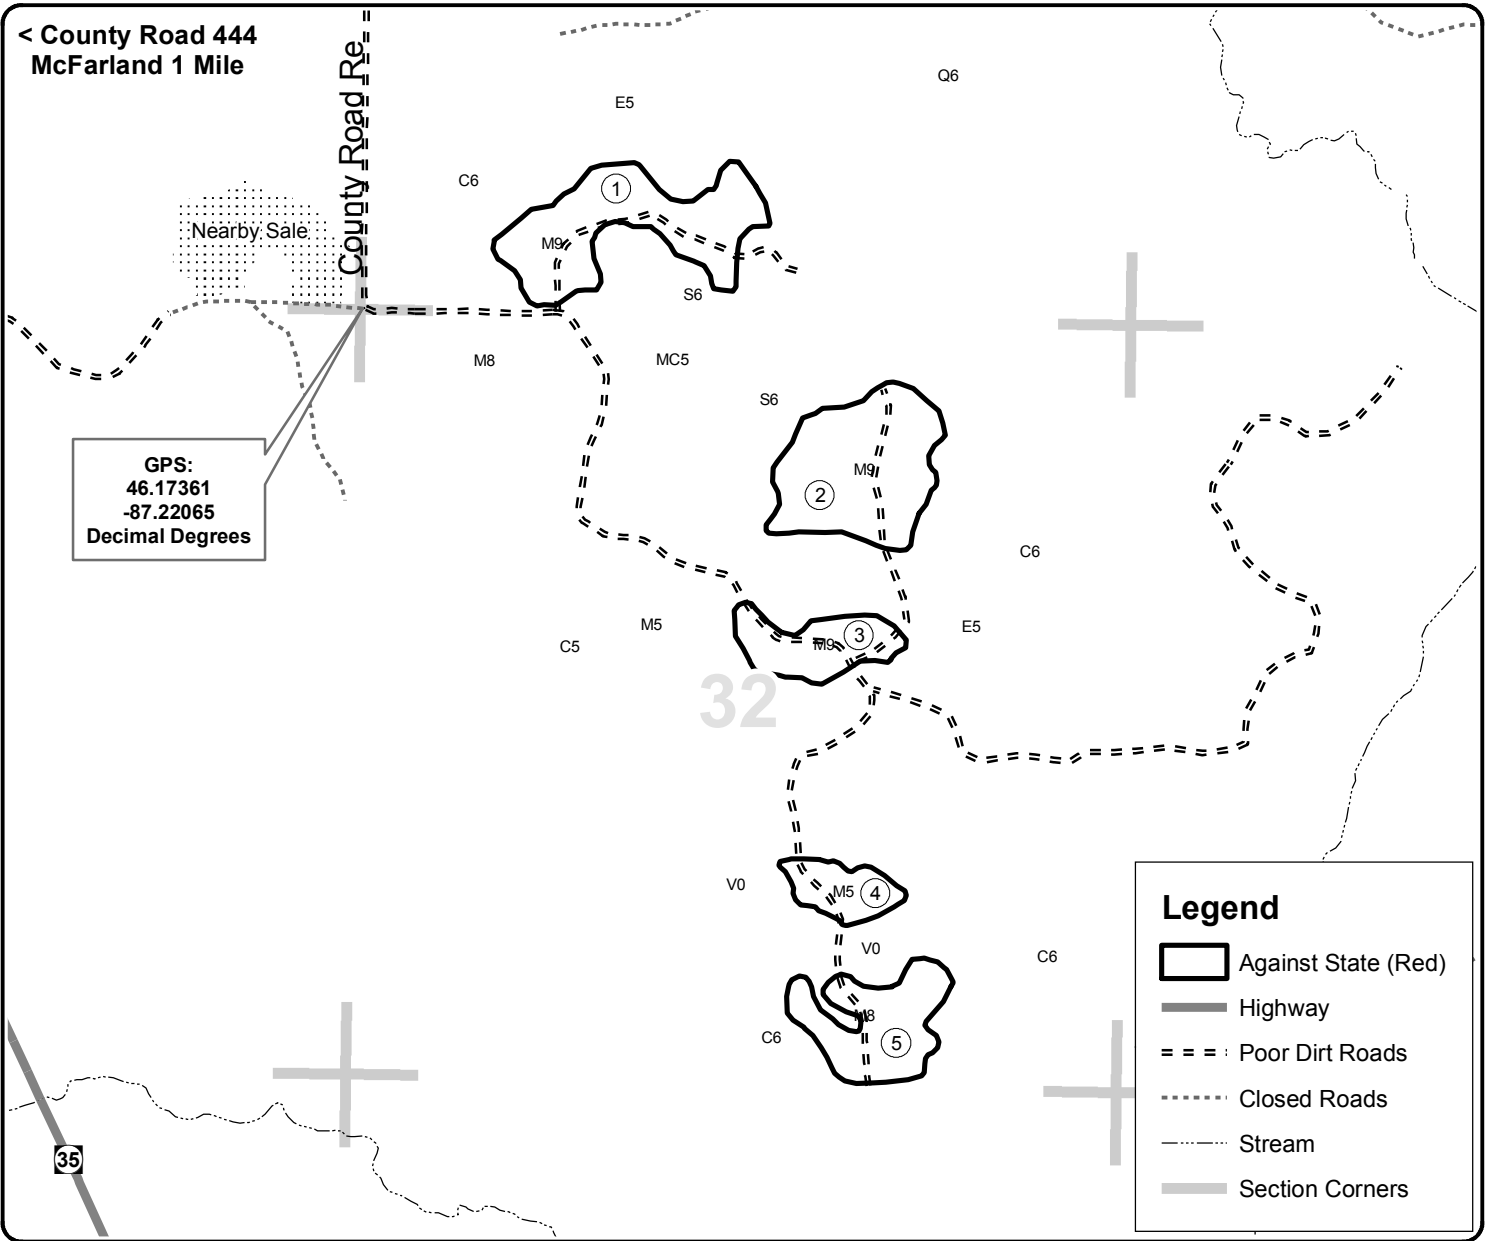 < County Road 444
McFarland 1 Mile
County Road Re
Q6
E5
C6
1
Nearby Sale
M9
S6
M8
MC5
S6
GPS:
46.17361
-87.22065
Decimal Degrees
M9
2
C6
M5
E5
C5
3
M9
32
V0
M5
4
V0
C6
M8
C6
5
35
Legend
Against State (Red)
Highway
Poor Dirt Roads
Closed Roads
Stream
Section Corners